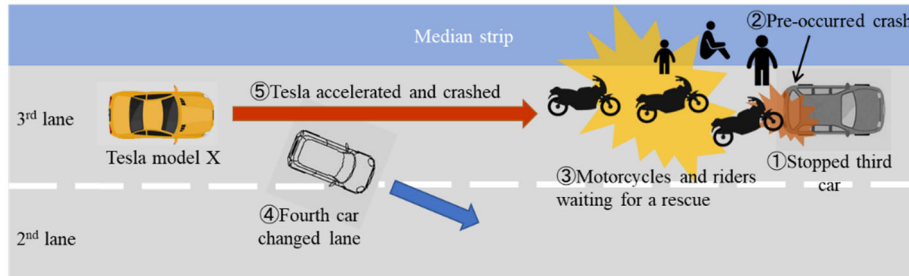 Median strip
②Pre-occurred crash
⑤Tesla accelerated and crashed
3rd lane
Tesla model X
①Stopped third
car
③Motorcycles and riders
waiting for a rescue
④Fourth car
changed lane
2nd lane